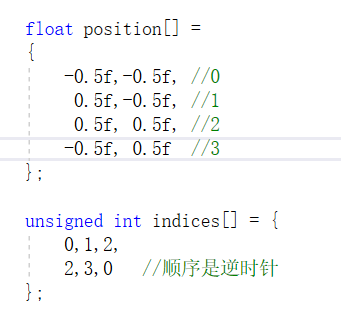 float position[] =
{
-0.5f,-0.5f, //0
0.5f,-0.5f, //1
0.5f, 0.5f, //2
-0.5f, 0.5f //3
};
unsigned int indices[] = {
0,1,2,
2,3,0 //顺序是逆时针
};